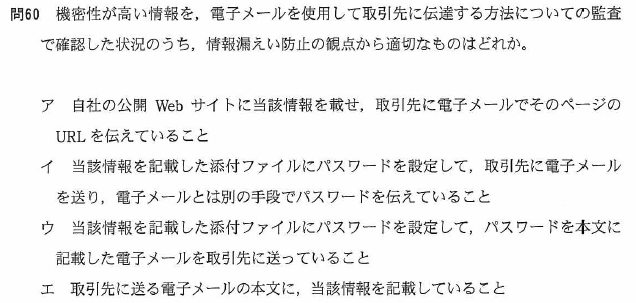 問60 機密性が高い情報を，電子メールを使用して取引先に伝達する方法についての監査
で確認した状況のうち，情報漏えい防止の観点から適切なものはどれか。
ア 自社の公開 Web サイトに当該情報を載せ，取引先に電子メールでそのページの
URL を伝えていること
イ 当該情報を記載した添付ファイルにパスワードを設定して，取引先に電子メール
を送り，電子メールとは別の手段でパスワードを伝えていること
ウ 当該情報を記載した添付ファイルにパスワードを設定して，パスワードを本文に
記載した電子メールを取引先に送っていること
エ 取引先に送る電子メールの本文に，当該情報を記載していること